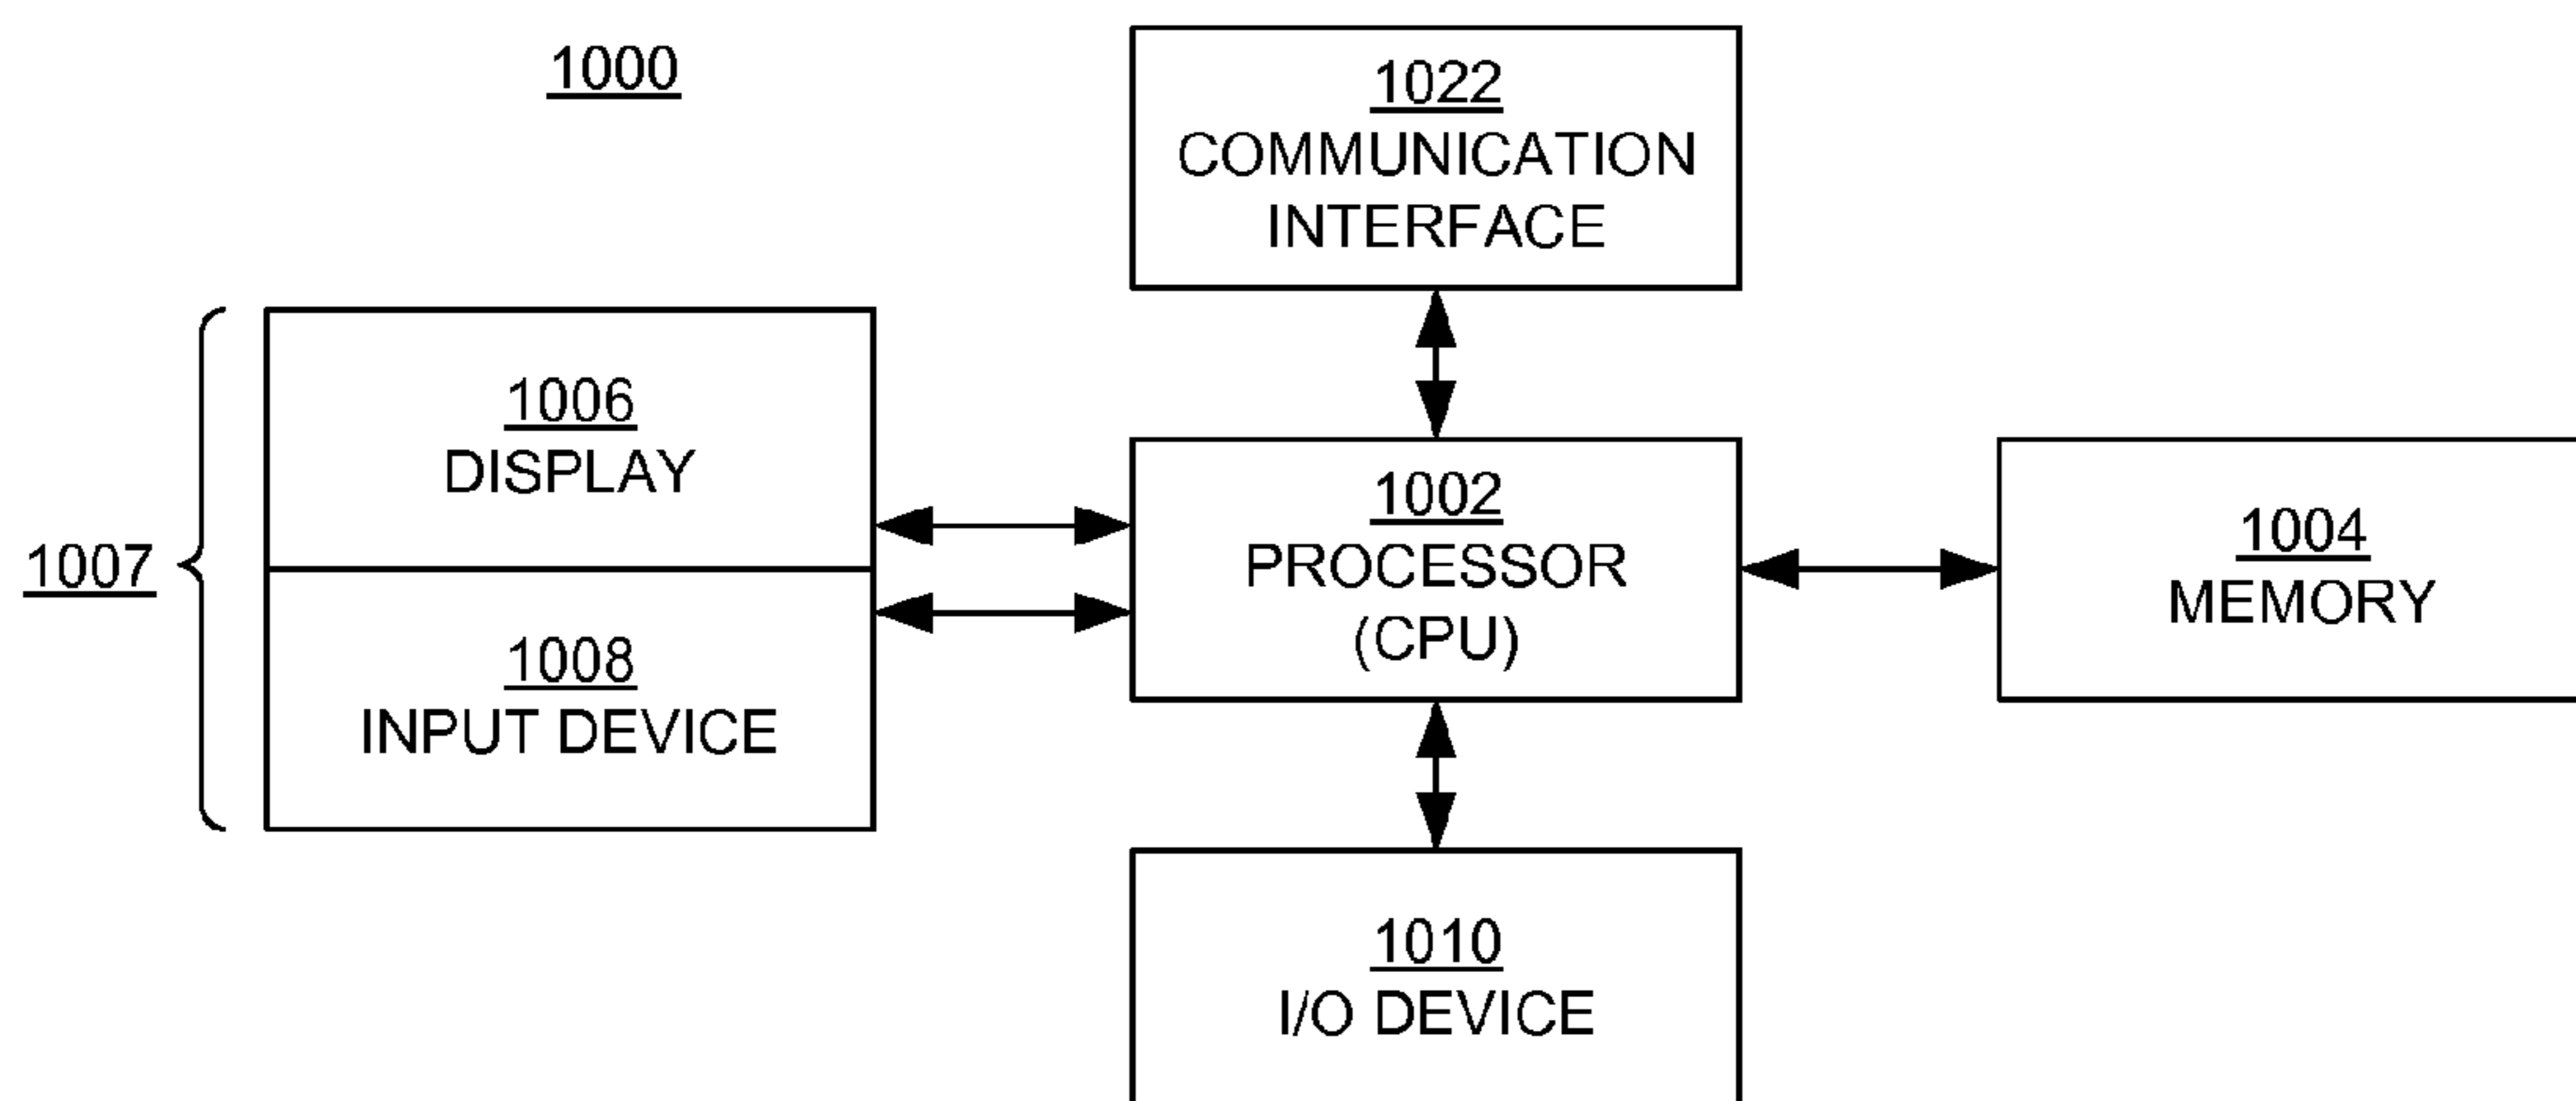 1000
1022
COMMUNICATION
INTERFACE
1006
DISPLAY
1007
1008
INPUT DEVICE
1002
PROCESSOR
(CPU)
1004
MEMORY
1010
I/O DEVICE